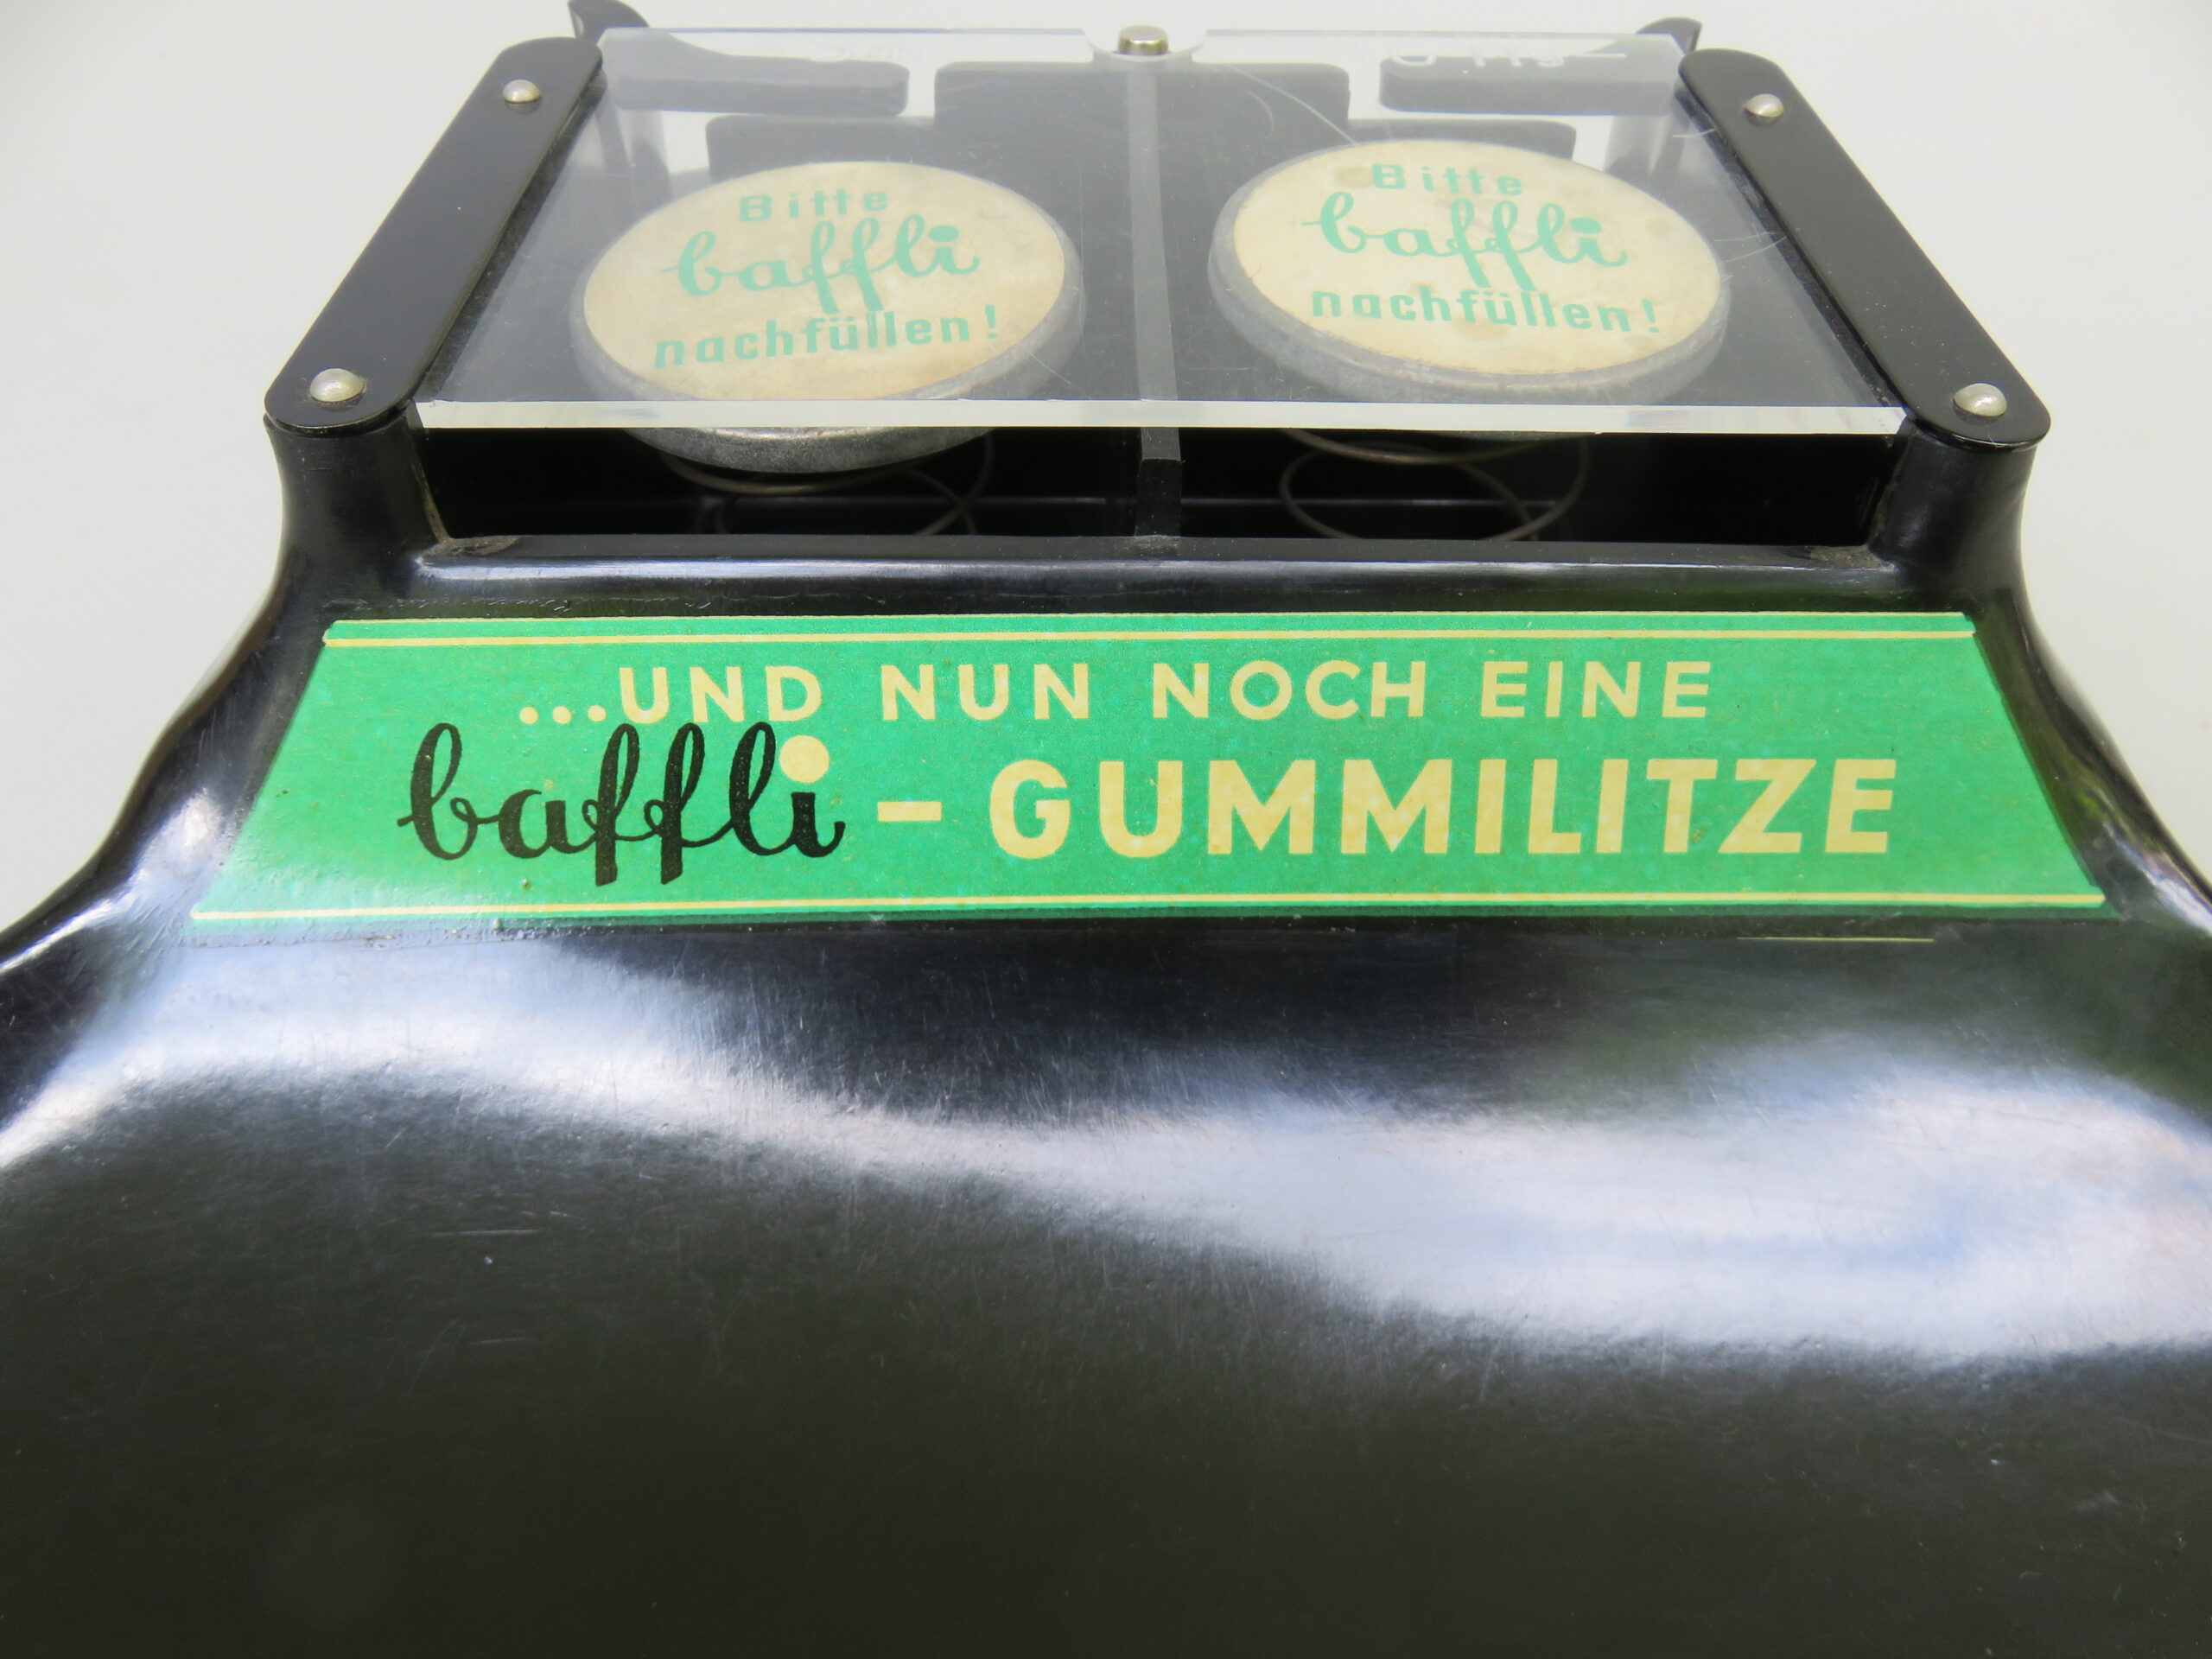 Bitte
baffli
nachfüllen!
Bitte
baffli
nachfüllen!
...UND NUN NOCH EINE
baffli - GUMMILITZE